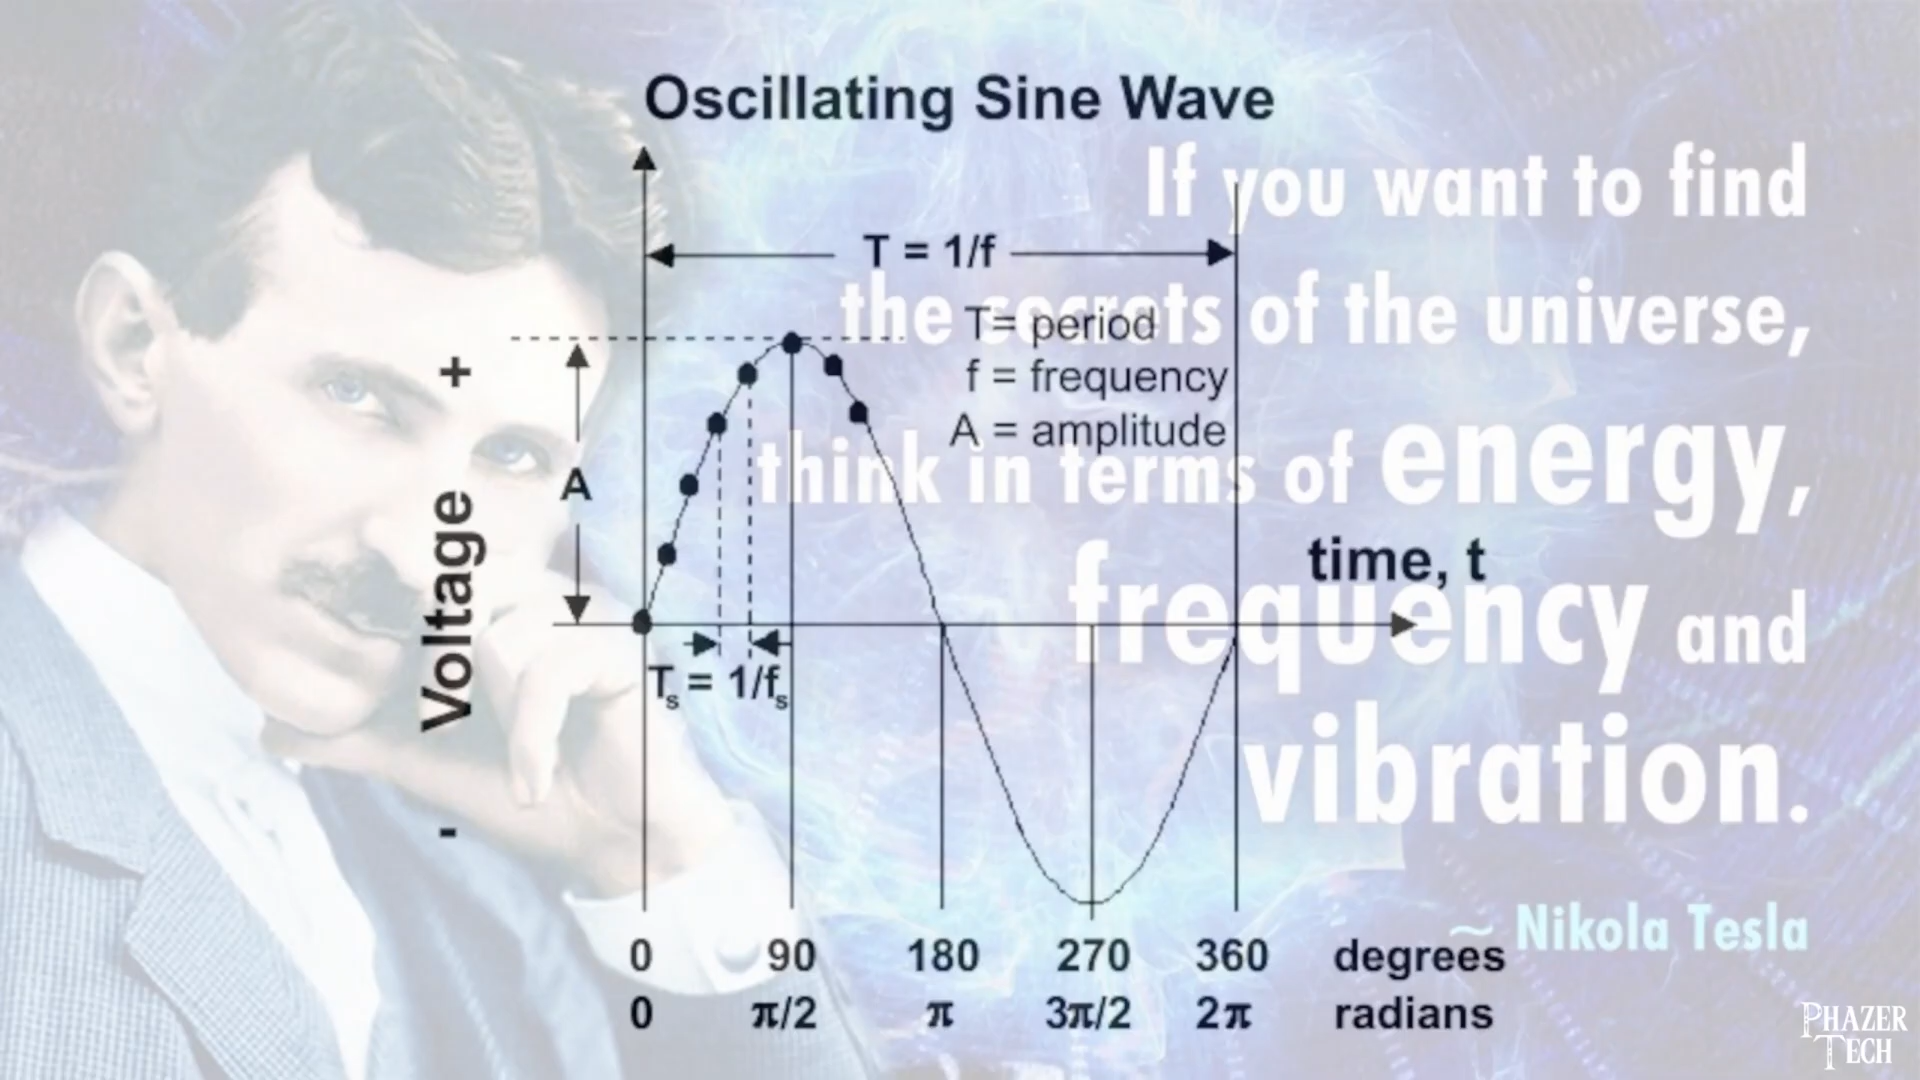 Oscillating Sine Wave
If you want to find
the secrets of the universe,
think in terms of energy,
frequency and
vibration.
~ Nikola Tesla
T = 1/f
T= period
f = frequency
A = amplitude
+
A
Voltage
-
time, t
Ts = 1/fs
0 90 180 270 360 degrees
0 π/2 π 3π/2 2π radians
PHAZER
TECH